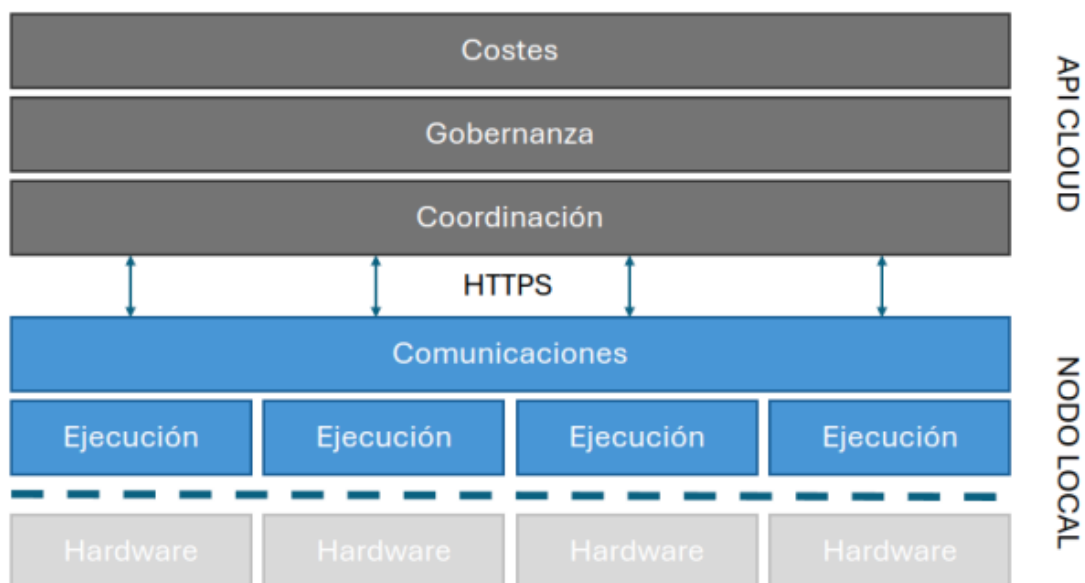 Costes
API CLOUD
Gobernanza
Coordinación
HTTPS
Comunicaciones
NODO LOCAL
Ejecución
Ejecución
Ejecución
Ejecución
Hardware
Hardware
Hardware
Hardware